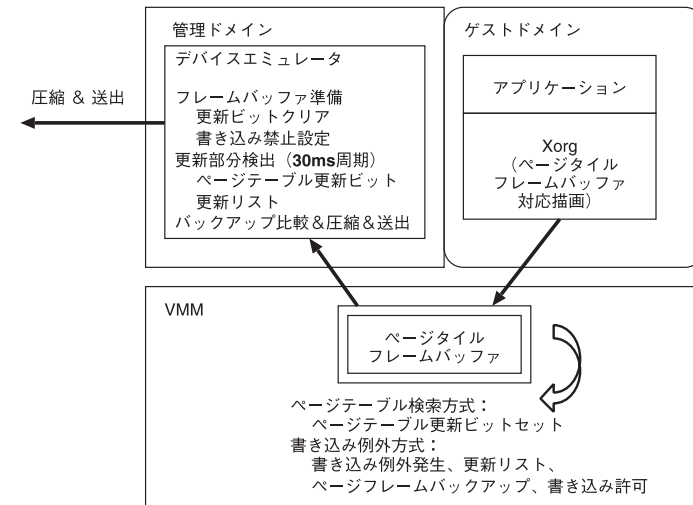 管理ドメイン
デバイスエミュレータ
フレームバッファ準備
更新ビットクリア
書き込み禁止設定
更新部分検出（30ms周期）
ページテーブル更新ビット
更新リスト
バックアップ比較＆圧縮＆送出
圧縮 & 送出
ゲストドメイン
アプリケーション
Xorg
（ページタイル
フレームバッファ
対応描画）
VMM
ページタイル
フレームバッファ
ページテーブル検索方式：
ページテーブル更新ビットセット
書き込み例外方式：
書き込み例外発生、更新リスト、
ページフレームバックアップ、書き込み許可